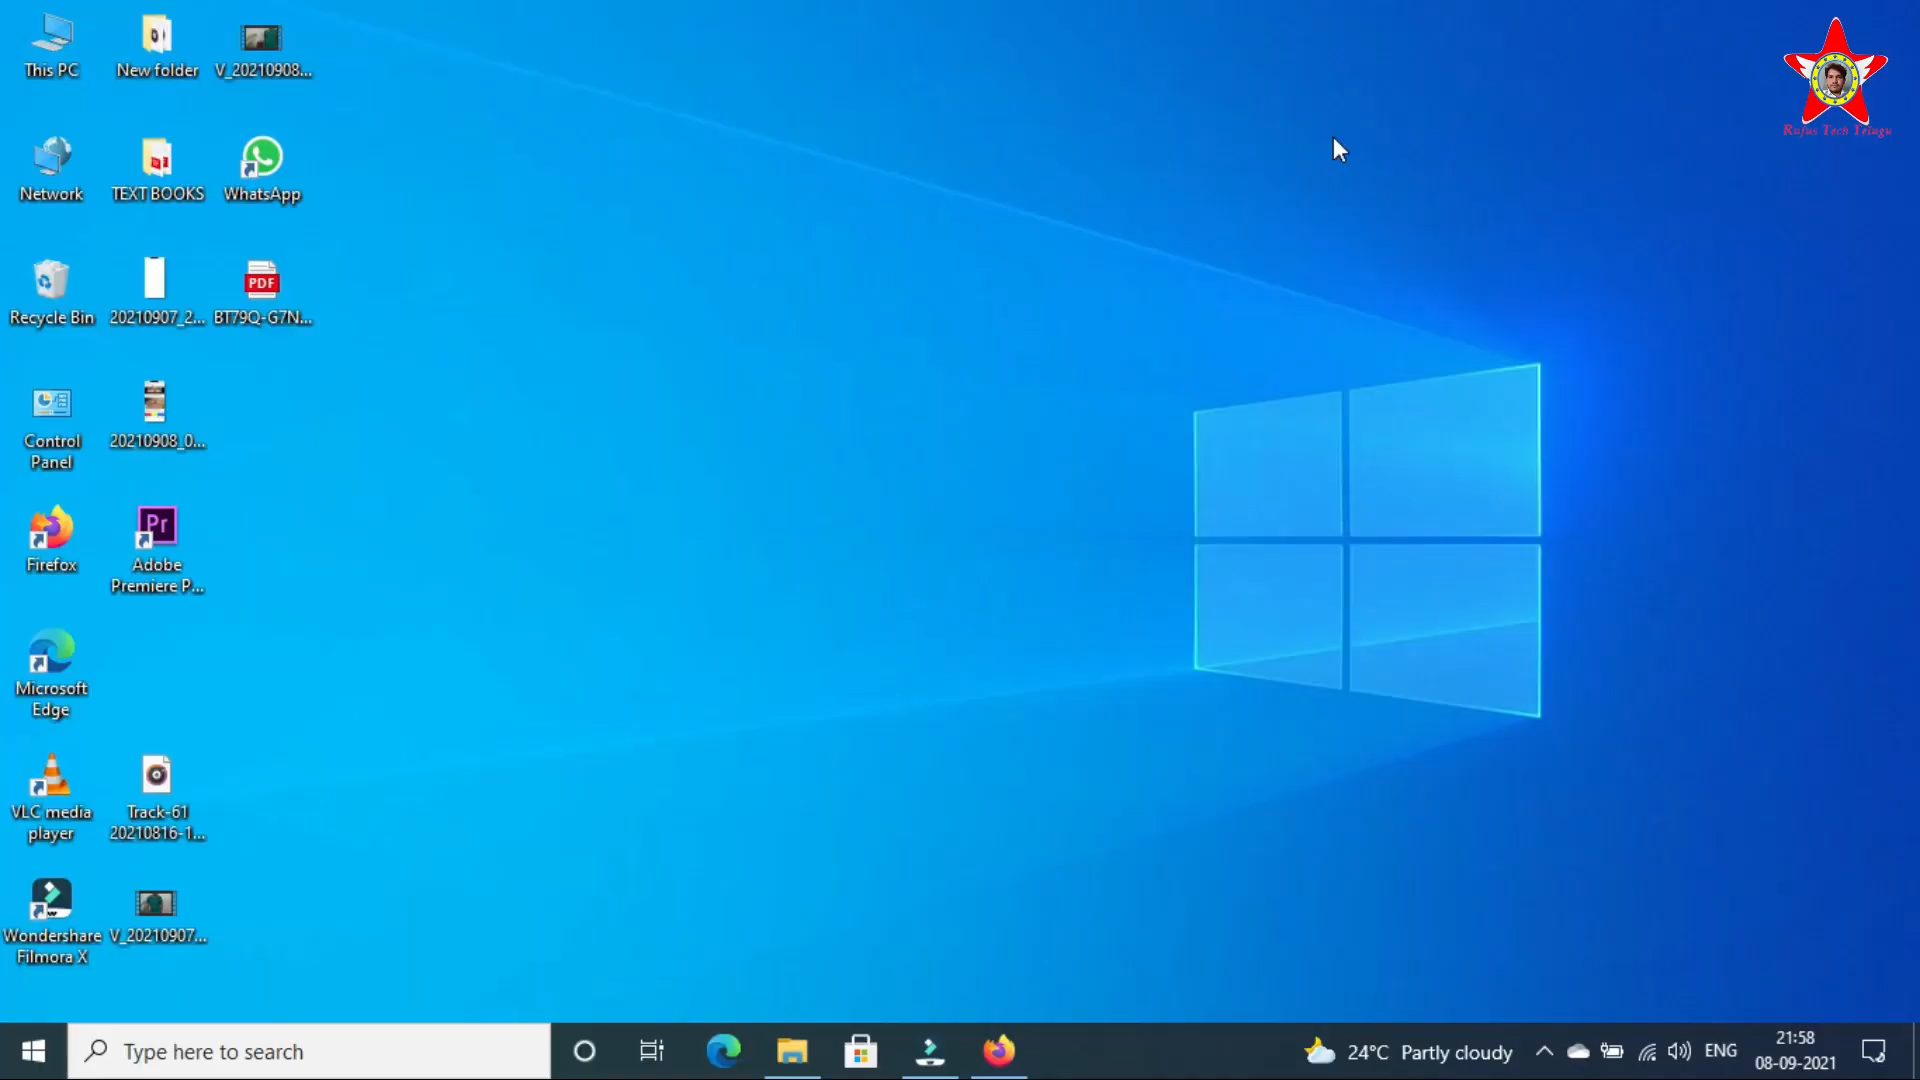 This PC
New folder
V_20210908...
Rufus Tech Telugu
Network
TEXT BOOKS
WhatsApp
PDF
Recycle Bin
20210907_2...
BT79Q-G7N...
Control
Panel
20210908_0...
Pr
Firefox
Adobe
Premiere P...
Microsoft
Edge
VLC media
player
Track-61
20210816-1...
Wondershare
Filmora X
V_20210907...
Type here to search
24°C Partly cloudy
ENG
21:58
08-09-2021